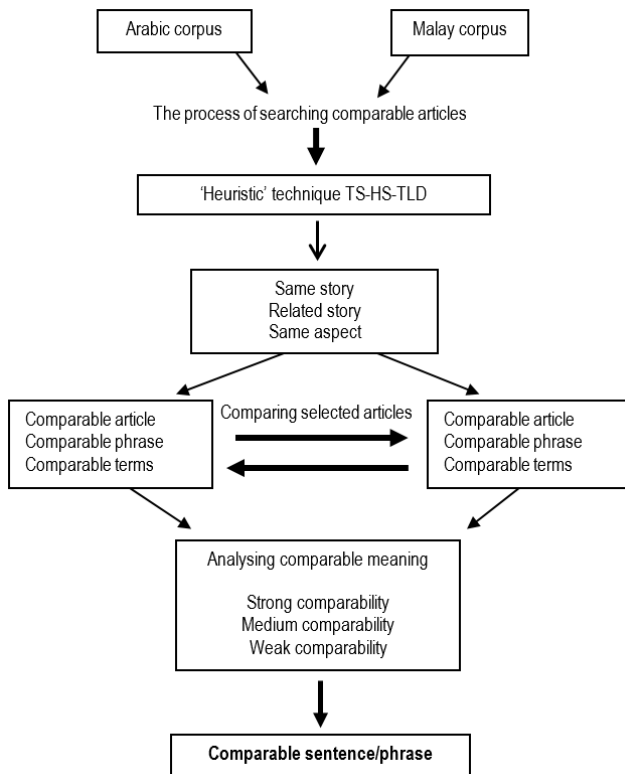 Arabic corpus
Malay corpus
The process of searching comparable articles
‘Heuristic’ technique TS-HS-TLD
Same story
Related story
Same aspect
Comparable article
Comparable phrase
Comparable terms
Comparing selected articles
Comparable article
Comparable phrase
Comparable terms
Analysing comparable meaning
Strong comparability
Medium comparability
Weak comparability
Comparable sentence/phrase